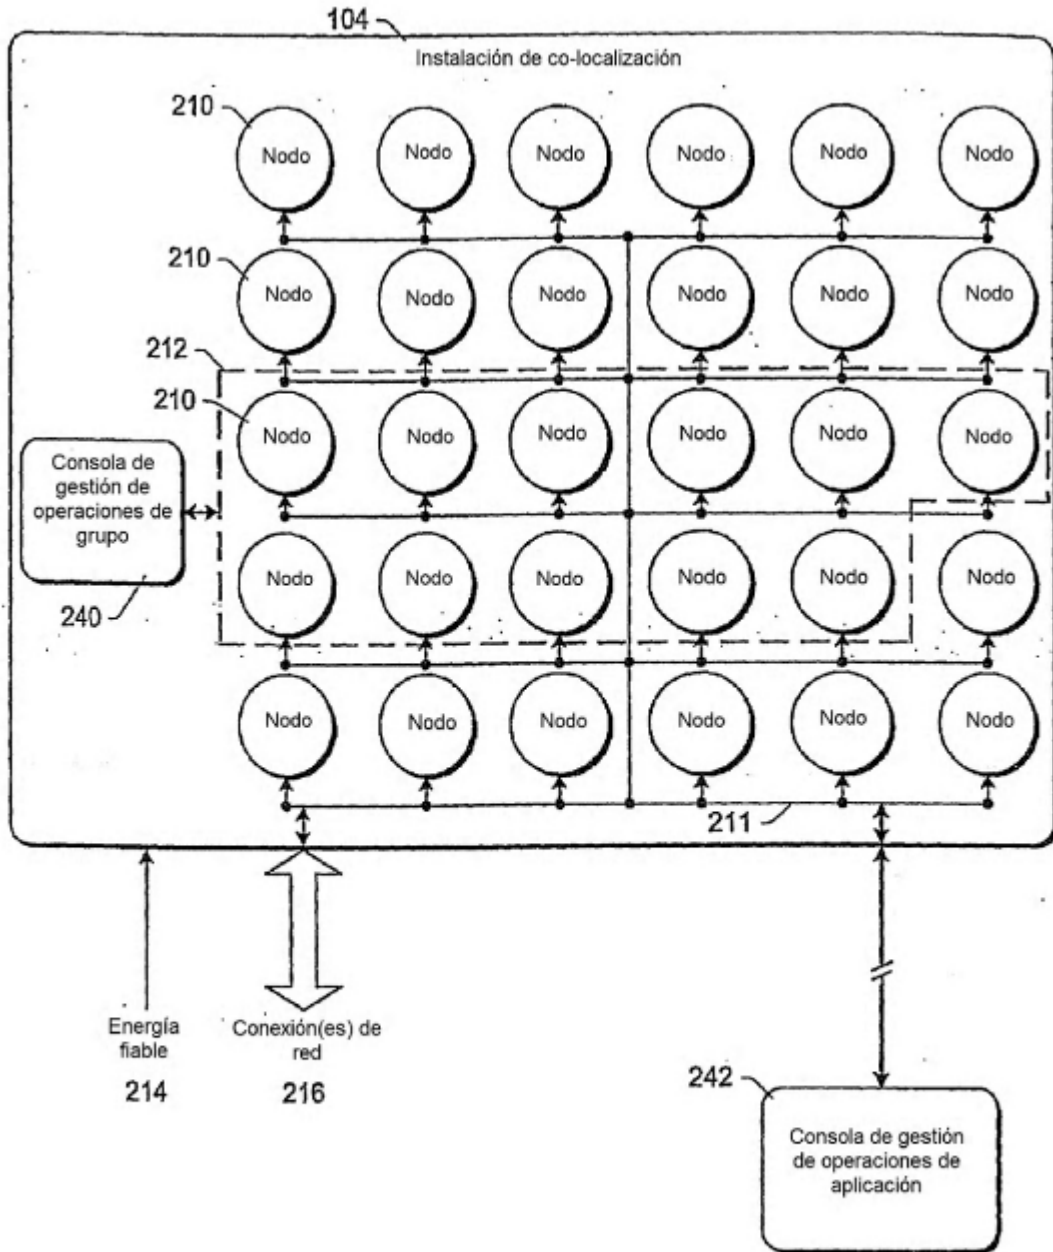 104
Instalación de co-localización
210
Nodo Nodo Nodo Nodo Nodo Nodo
210
Nodo Nodo Nodo Nodo Nodo Nodo
212
210
Nodo Nodo Nodo Nodo Nodo Nodo
Consola de
gestión de
operaciones de
grupo
240
Nodo Nodo Nodo Nodo Nodo Nodo
Nodo Nodo Nodo Nodo Nodo Nodo
211
Energía
fiable
214
Conexión(es) de
red
216
242
Consola de gestión
de operaciones de
aplicación